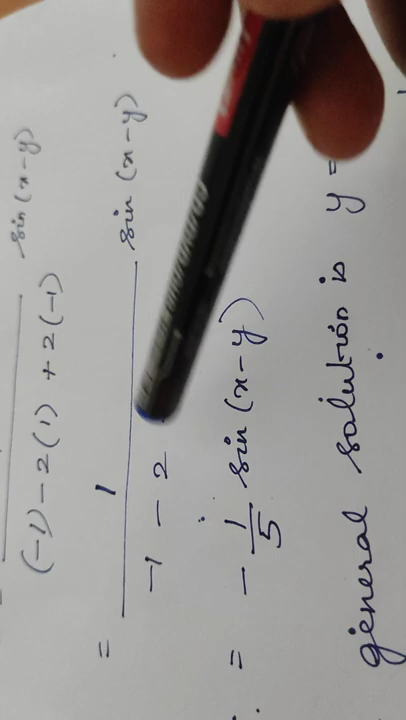 sin(x-y)
(-1)-2(1)+2(-1)
= 1 sin(x-y)
-1-2
= -1/5 sin(x-y)
general solution is y =